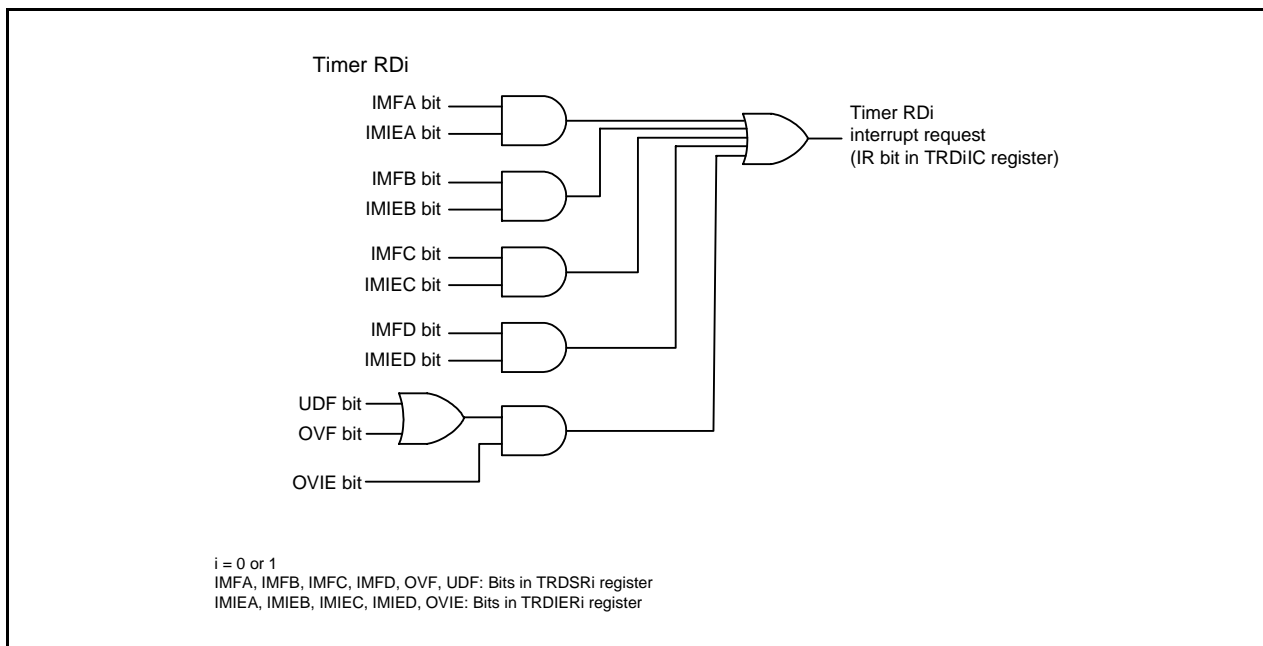 Timer RDi
IMFA bit
IMIEA bit
IMFB bit
IMIEB bit
IMFC bit
IMIEC bit
IMFD bit
IMIED bit
UDF bit
OVF bit
OVIE bit
Timer RDi
interrupt request
(IR bit in TRDiIC register)
i = 0 or 1
IMFA, IMFB, IMFC, IMFD, OVF, UDF: Bits in TRDSRi register
IMIEA, IMIEB, IMIEC, IMIED, OVIE: Bits in TRDIERi register